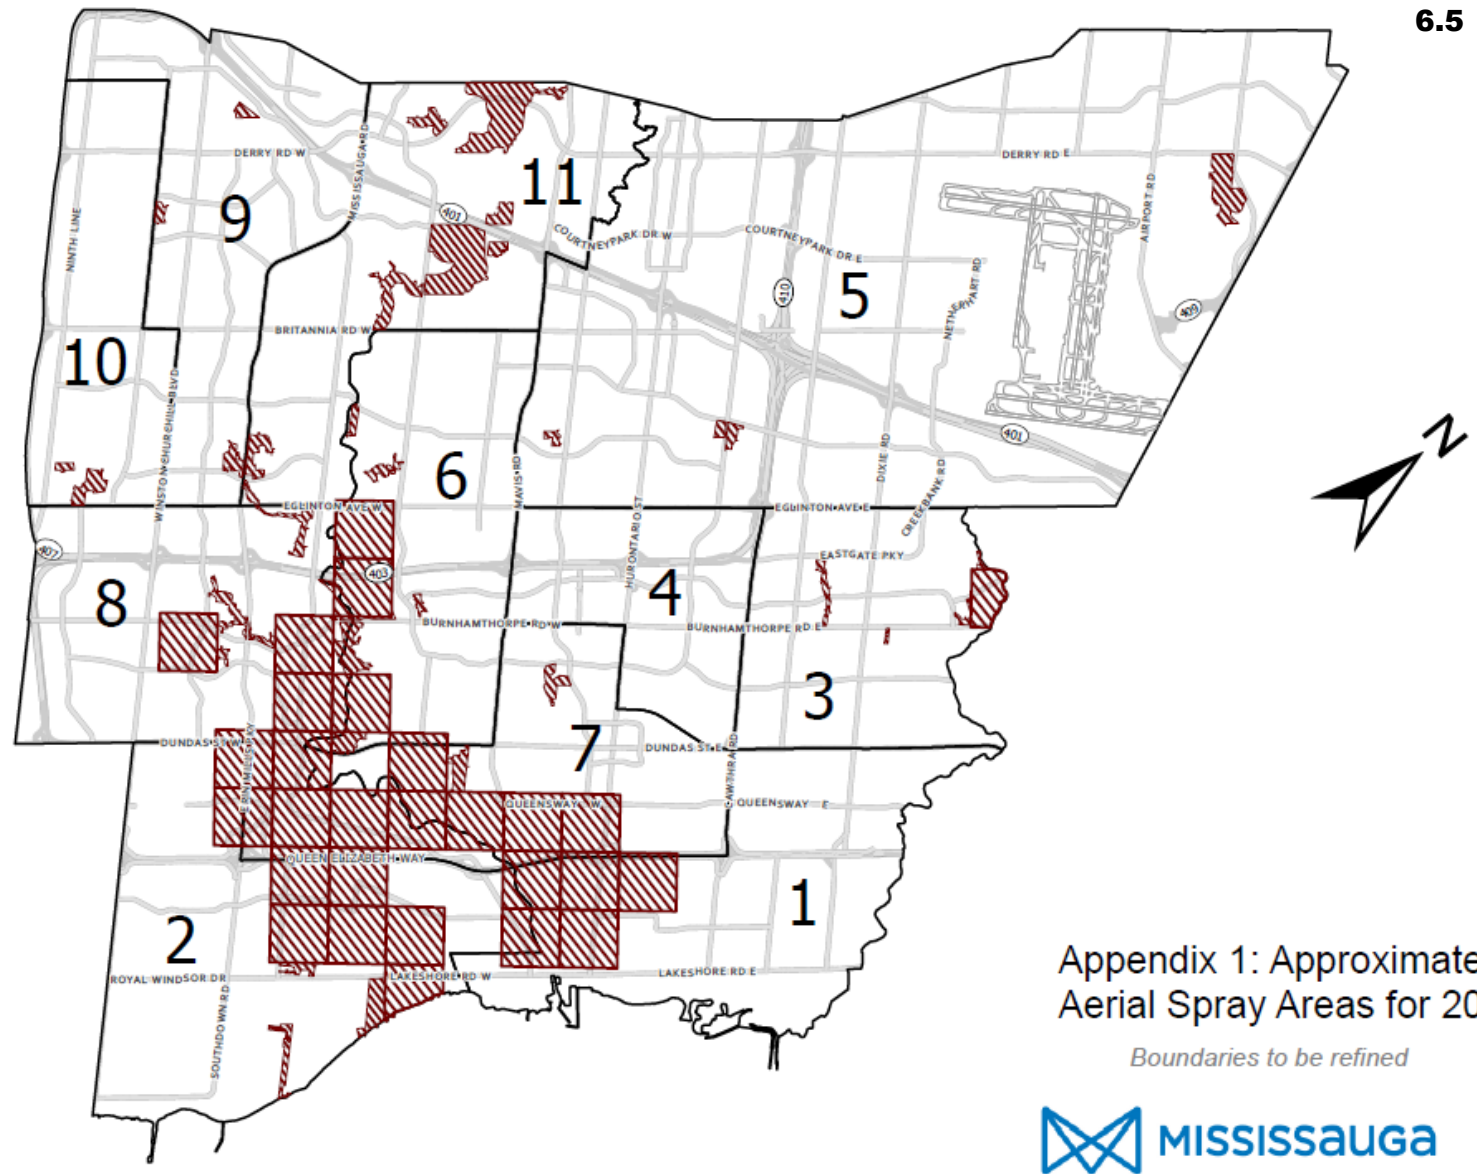 6.5
DERRY RD W
MISSISSAUGA RD
11
DERRY RD E
AIRPORT RD
9
NINTH LINE
401
COURTNEYPARK DR W
COURTNEYPARK DR E
5
410
NETHERHART RD
409
BRITANNIA RD W
10
WINSTON CHURCHILL BLVD
6
MAVIS RD
DIXIE RD
401
CREEKBANK RD
N
EGLINTON AVE W
EGLINTON AVE E
HURONTARIO ST
407
403
EASTGATE PKY
8
4
BURNHAMTHORPE RD W
BURNHAMTHORPE RD E
3
7
DUNDAS ST W
DUNDAS ST E
ERIN MILLS PKY
CAWTHRA RD
QUEENSWAY W
QUEENSWAY E
QUEEN ELIZABETH WAY
2
1
ROYAL WINDSOR DR
LAKESHORE RD W
LAKESHORE RD E
SOUTHDOWN RD
Appendix 1: Approximate
Aerial Spray Areas for 20
Boundaries to be refined
MISSISSAUGA